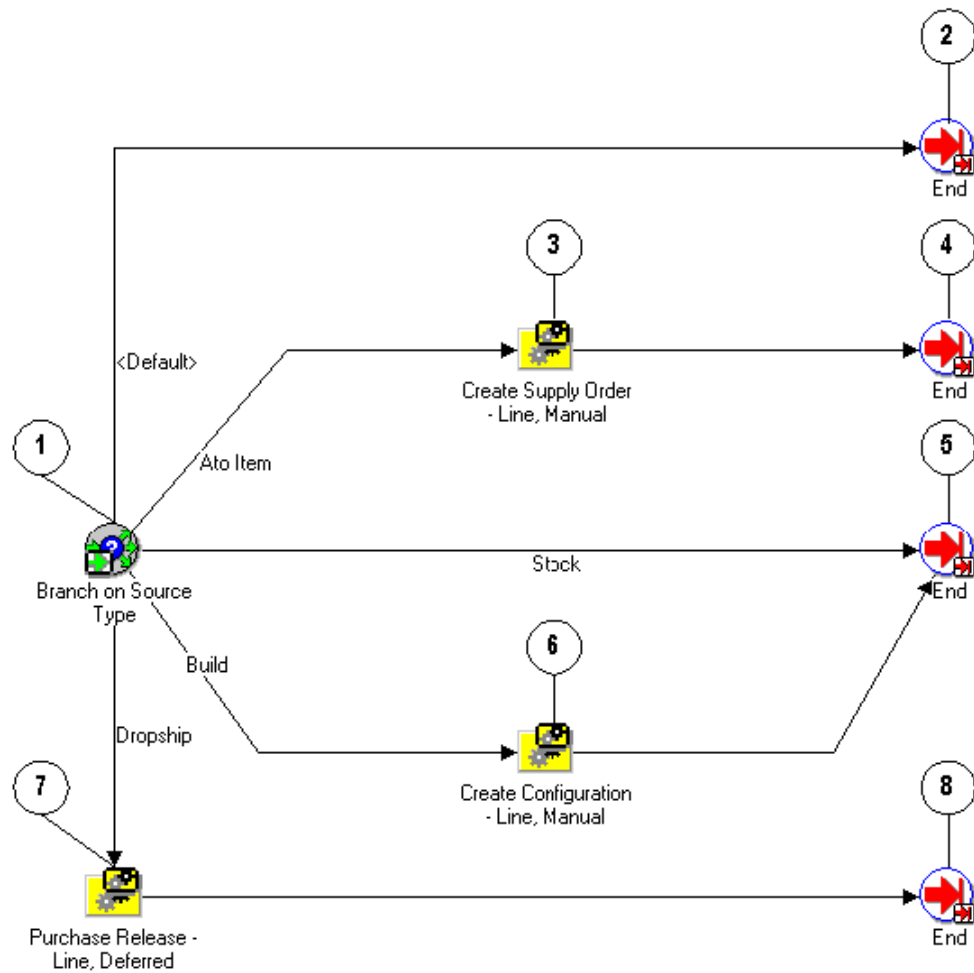 2
End
3
4
<Default>
Create Supply Order
- Line, Manual
End
1
5
Ato Item
Stock
Branch on Source
Type
End
6
Build
Dropship
7
Create Configuration
- Line, Manual
8
Purchase Release -
Line, Deferred
End